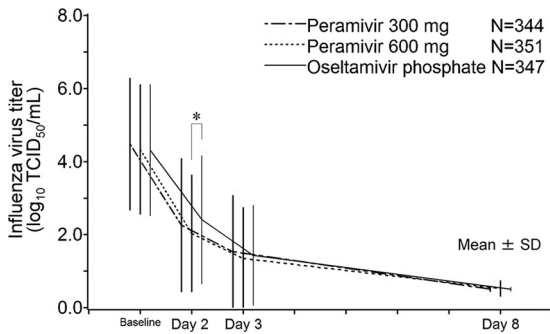 8.0
6.0
4.0
2.0
0.0
Influenza virus titer
(log10 TCID50/mL)
Peramivir 300 mg N=344
Peramivir 600 mg N=351
Oseltamivir phosphate N=347
*
Mean ± SD
Baseline Day 2 Day 3 Day 8